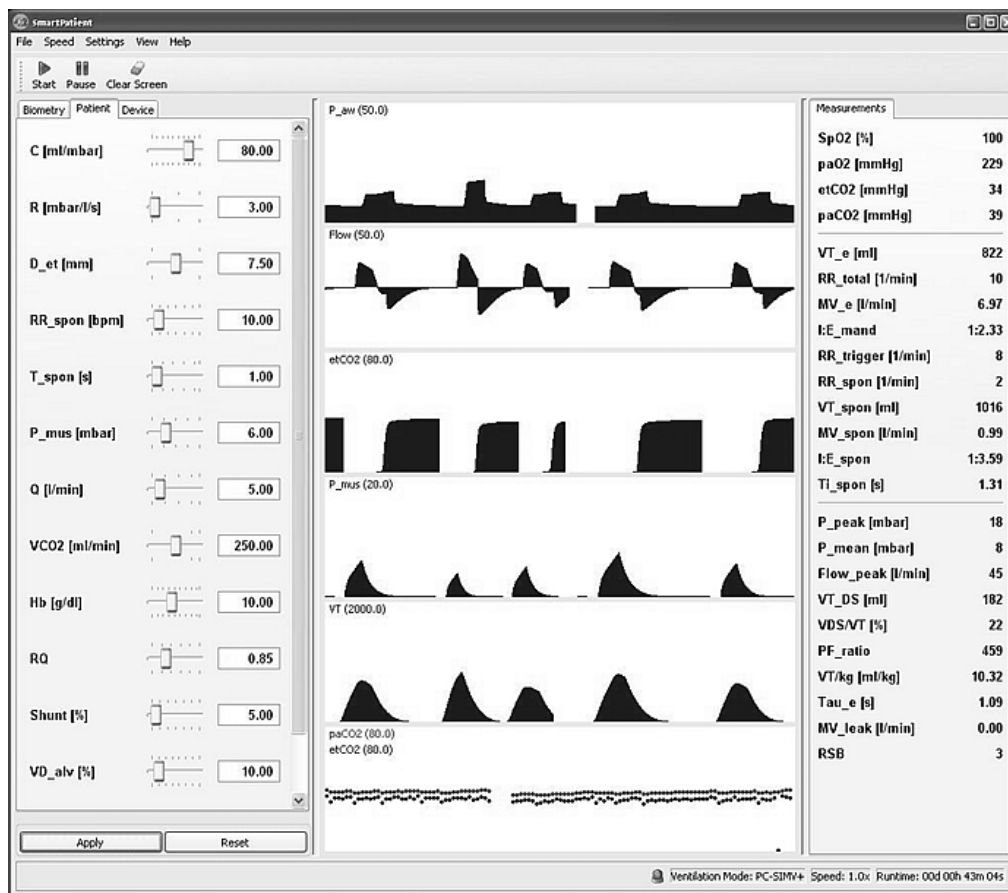 SmartPatient
File Speed Settings View Help
Start Pause Clear Screen
Biometry Patient Device
C [ml/mbar] 80.00
R [mbar/l/s] 3.00
D_et [mm] 7.50
RR_spon [bpm] 10.00
T_spon [s] 1.00
P_mus [mbar] 6.00
Q [l/min] 5.00
VCO2 [ml/min] 250.00
Hb [g/dl] 10.00
RQ 0.85
Shunt [%] 5.00
VD_alv [%] 10.00
Apply Reset
P_aw (50.0)
Flow (50.0)
etCO2 (80.0)
P_mus (20.0)
VT (2000.0)
paCO2 (80.0)
etCO2 (80.0)
Measurements
SpO2 [%] 100
paO2 [mmHg] 229
etCO2 [mmHg] 34
paCO2 [mmHg] 39
VT_e [ml] 822
RR_total [1/min] 10
MV_e [l/min] 6.97
I:E_mand 1:2.33
RR_trigger [1/min] 8
RR_spon [1/min] 2
VT_spon [ml] 1016
MV_spon [l/min] 0.99
I:E_spon 1:3.59
Ti_spon [s] 1.31
P_peak [mbar] 18
P_mean [mbar] 8
Flow_peak [l/min] 45
VT_DS [ml] 182
VDS/VT [%] 22
PF_ratio 459
VT/kg [ml/kg] 10.32
Tau_e [s] 1.09
MV_leak [l/min] 0.00
RSB 3
Ventilation Mode: PC-SIMV+ Speed: 1.0x Runtime: 00d 00h 43m 04s